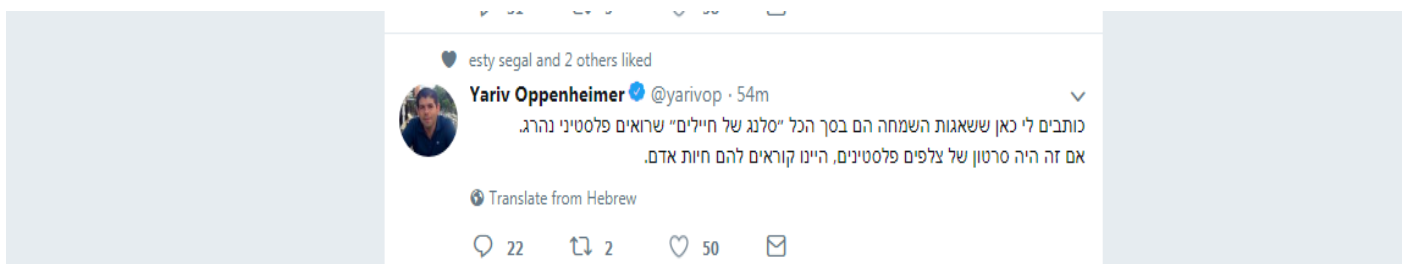 esty segal and 2 others liked
Yariv Oppenheimer @yarivop · 54m
כותבים לי כאן ששאגות השמחה הם בסך הכל ״סלנג של חיילים״ שרואים פלסטיני נהרג.
אם זה היה סרטון של צלפים פלסטינים, היינו קוראים להם חיות אדם.
Translate from Hebrew
22 2 50